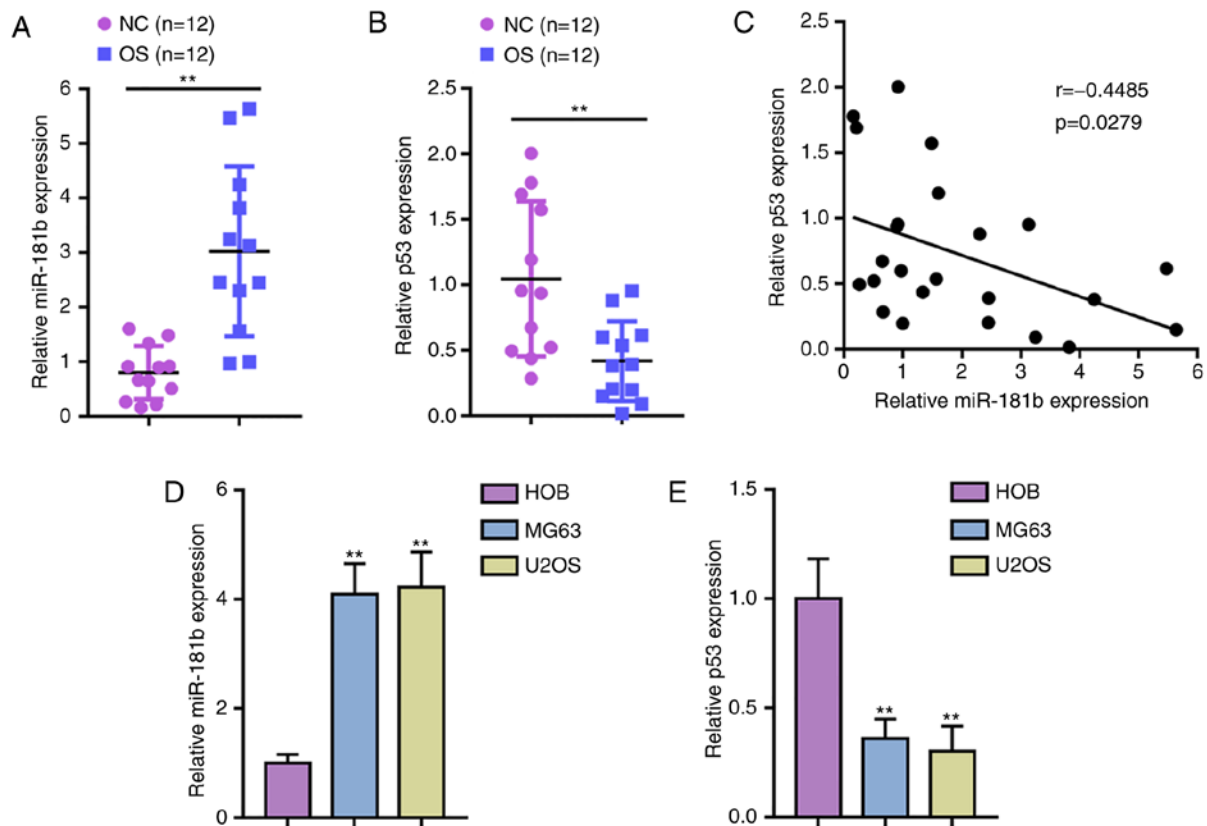 A
NC (n=12)
OS (n=12)
**
Relative miR-181b expression
6
5
4
3
2
1
0
B
NC (n=12)
OS (n=12)
**
Relative p53 expression
2.5
2.0
1.5
1.0
0.5
0.0
C
r=−0.4485
p=0.0279
Relative p53 expression
2.5
2.0
1.5
1.0
0.5
0.0
0 1 2 3 4 5 6
Relative miR-181b expression
D
HOB
MG63
U2OS
** **
Relative miR-181b expression
6
4
2
0
E
HOB
MG63
U2OS
** **
Relative p53 expression
1.5
1.0
0.5
0.0